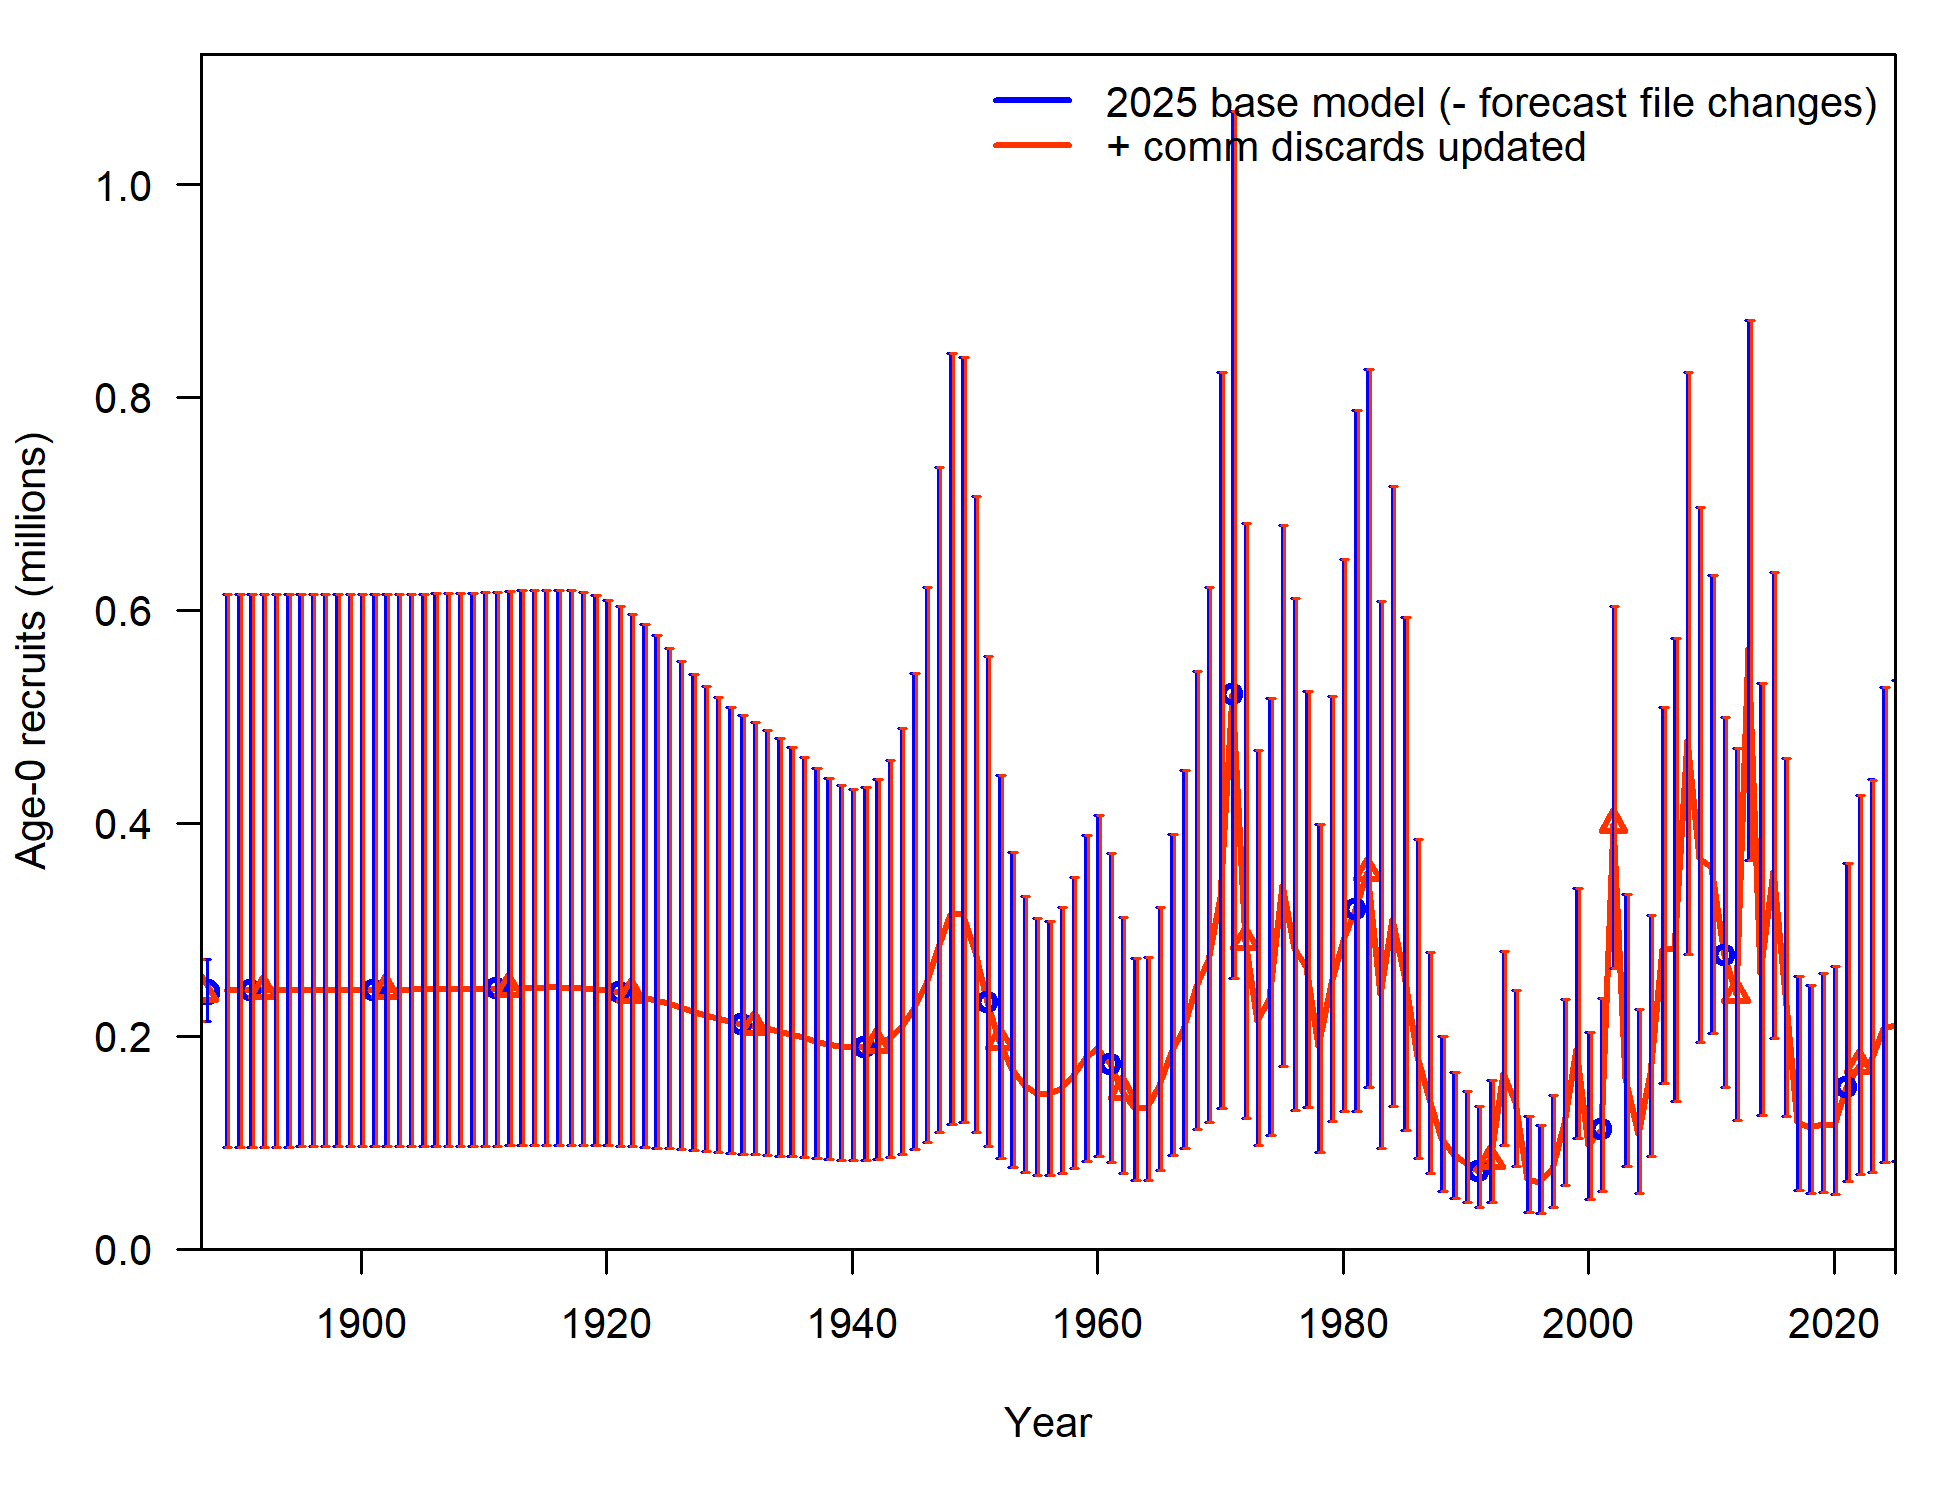 2025 base model (- forecast file changes)
+ comm discards updated
1.0
0.8
0.6
0.4
0.2
0.0
Age-0 recruits (millions)
1900 1920 1940 1960 1980 2000 2020
Year